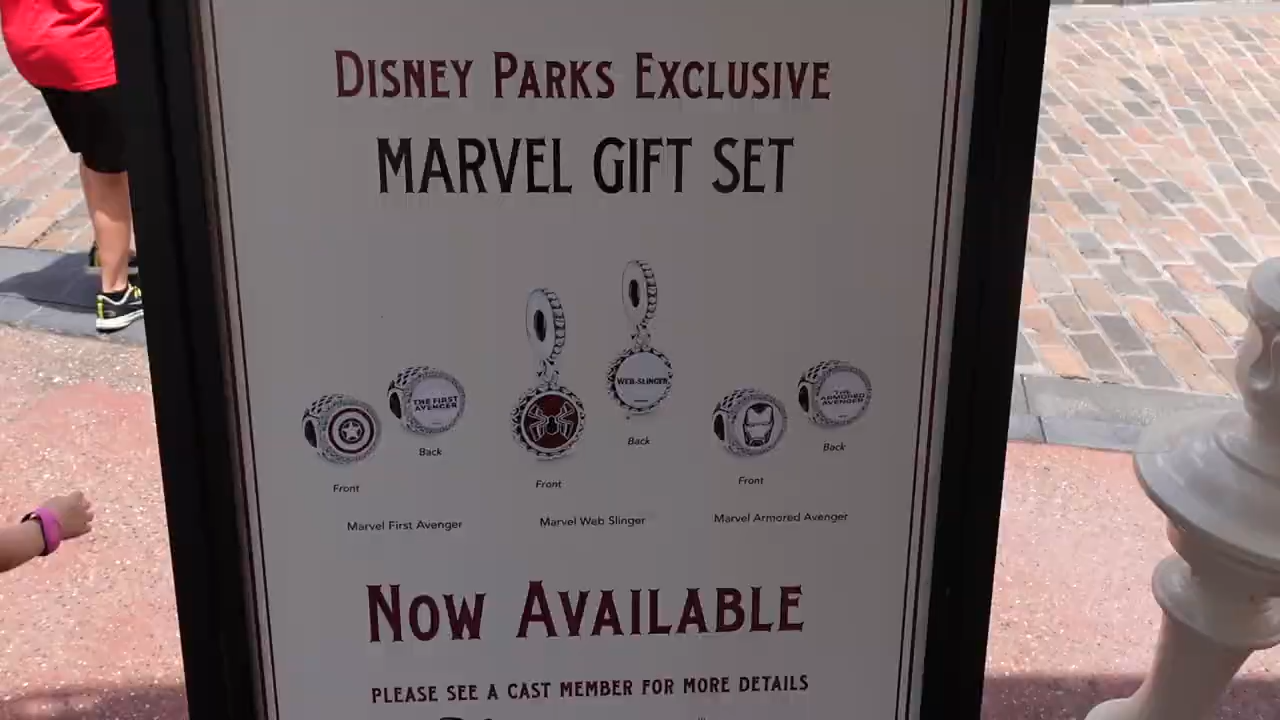 DISNEY PARKS EXCLUSIVE
MARVEL GIFT SET
THE FIRST
AVENGER
WEB-SLINGER
THE
ARMORED
AVENGER
Back
Back
Back
Front
Front
Front
Marvel First Avenger
Marvel Web Slinger
Marvel Armored Avenger
NOW AVAILABLE
PLEASE SEE A CAST MEMBER FOR MORE DETAILS